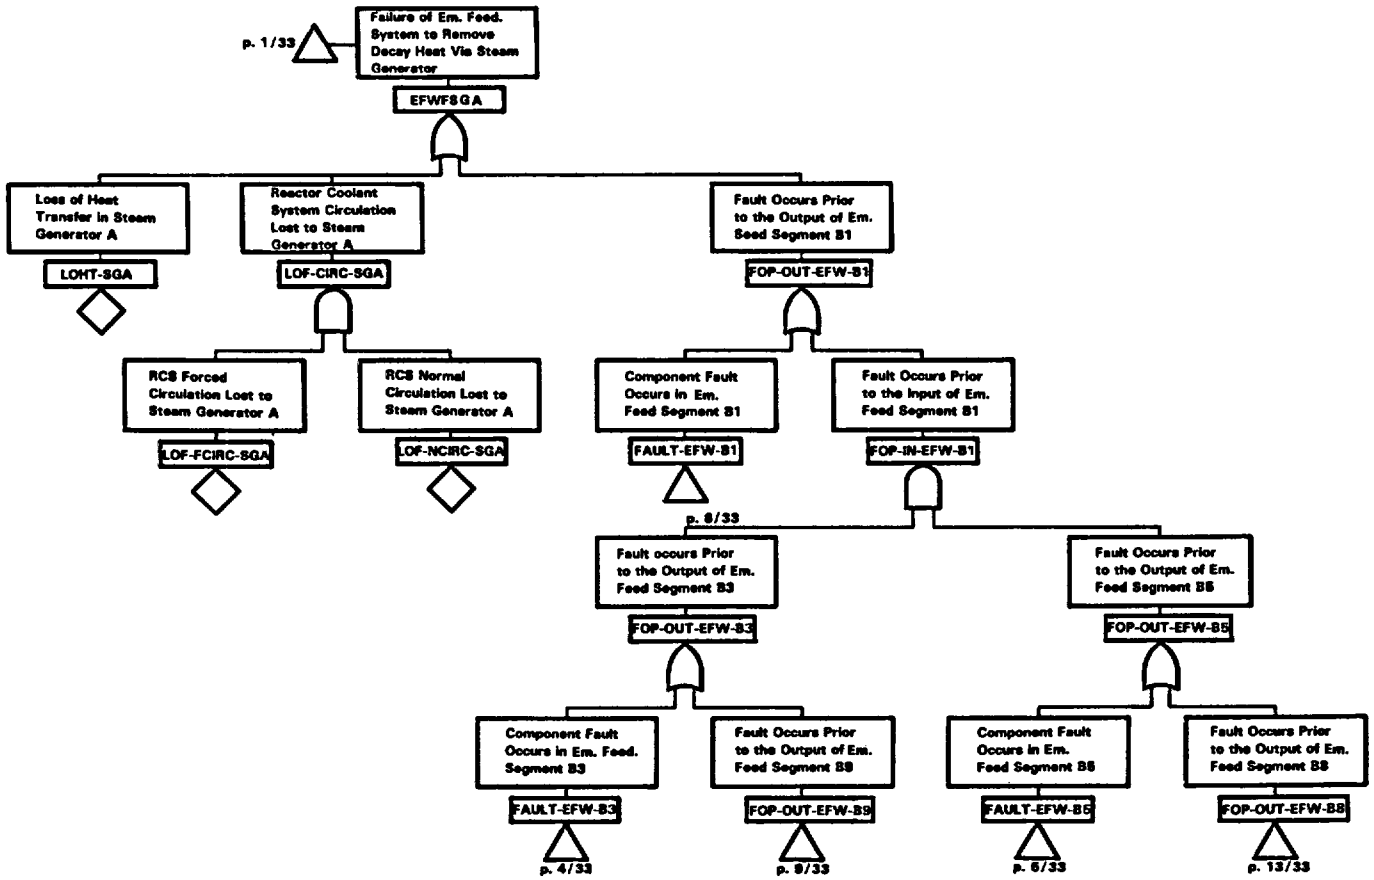 Failure of Em. Feed.
System to Remove
Decay Heat Via Steam
Generator
p. 1/33
EFWFSGA
Loss of Heat
Transfer in Steam
Generator A
LOHT-SGA
Reactor Coolant
System Circulation
Lost to Steam
Generator A
LOF-CIRC-SGA
Fault Occurs Prior
to the Output of Em.
Seed Segment B1
FOP-OUT-EFW-B1
RCS Forced
Circulation Lost to
Steam Generator A
LOF-FCIRC-SGA
RCS Normal
Circulation Lost to
Steam Generator A
LOF-NCIRC-SGA
Component Fault
Occurs in Em.
Feed Segment B1
FAULT-EFW-B1
p. 8/33
Fault Occurs Prior
to the Input of Em.
Feed Segment B1
FOP-IN-EFW-B1
Fault occurs Prior
to the Output of Em.
Feed Segment B3
FOP-OUT-EFW-B3
Fault Occurs Prior
to the Output of Em.
Feed Segment B5
FOP-OUT-EFW-B5
Component Fault
Occurs in Em. Feed.
Segment B3
FAULT-EFW-B3
p. 4/33
Fault Occurs Prior
to the Output of Em.
Feed Segment B9
FOP-OUT-EFW-B9
p. 9/33
Component Fault
Occurs in Em.
Feed Segment B5
FAULT-EFW-B5
p. 6/33
Fault Occurs Prior
to the Output of Em.
Feed Segment B8
FOP-OUT-EFW-B8
p. 13/33